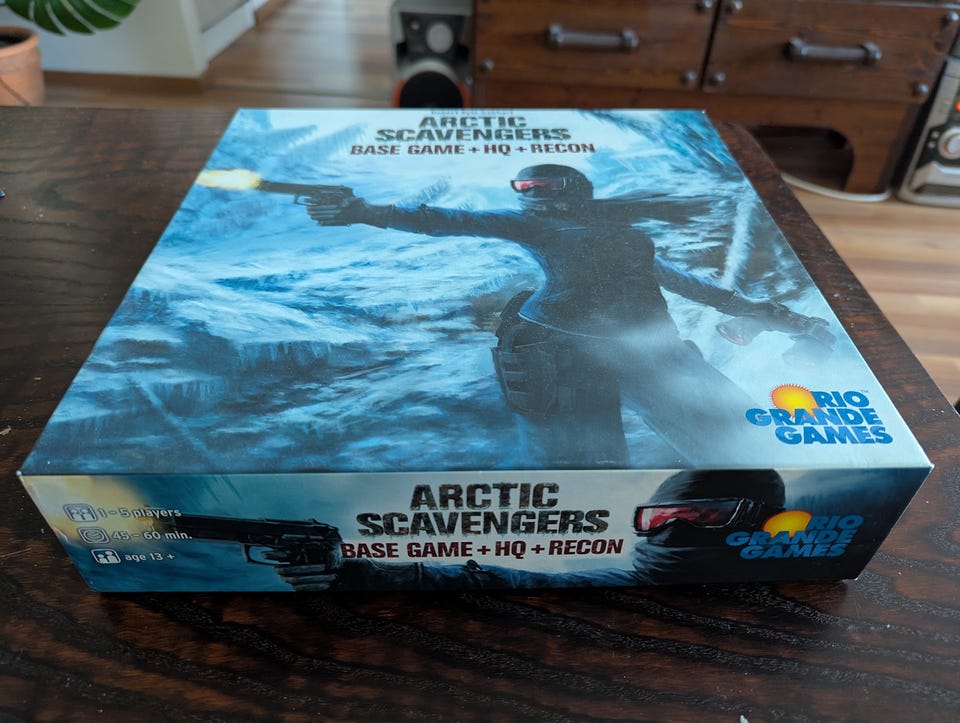 ARCTIC
SCAVENGERS
BASE GAME + HQ + RECON
RIO
GRANDE
GAMES
1-5 players
45 - 60 min.
age 13 +
ARCTIC
SCAVENGERS
BASE GAME + HQ + RECON
RIO
GRANDE
GAMES